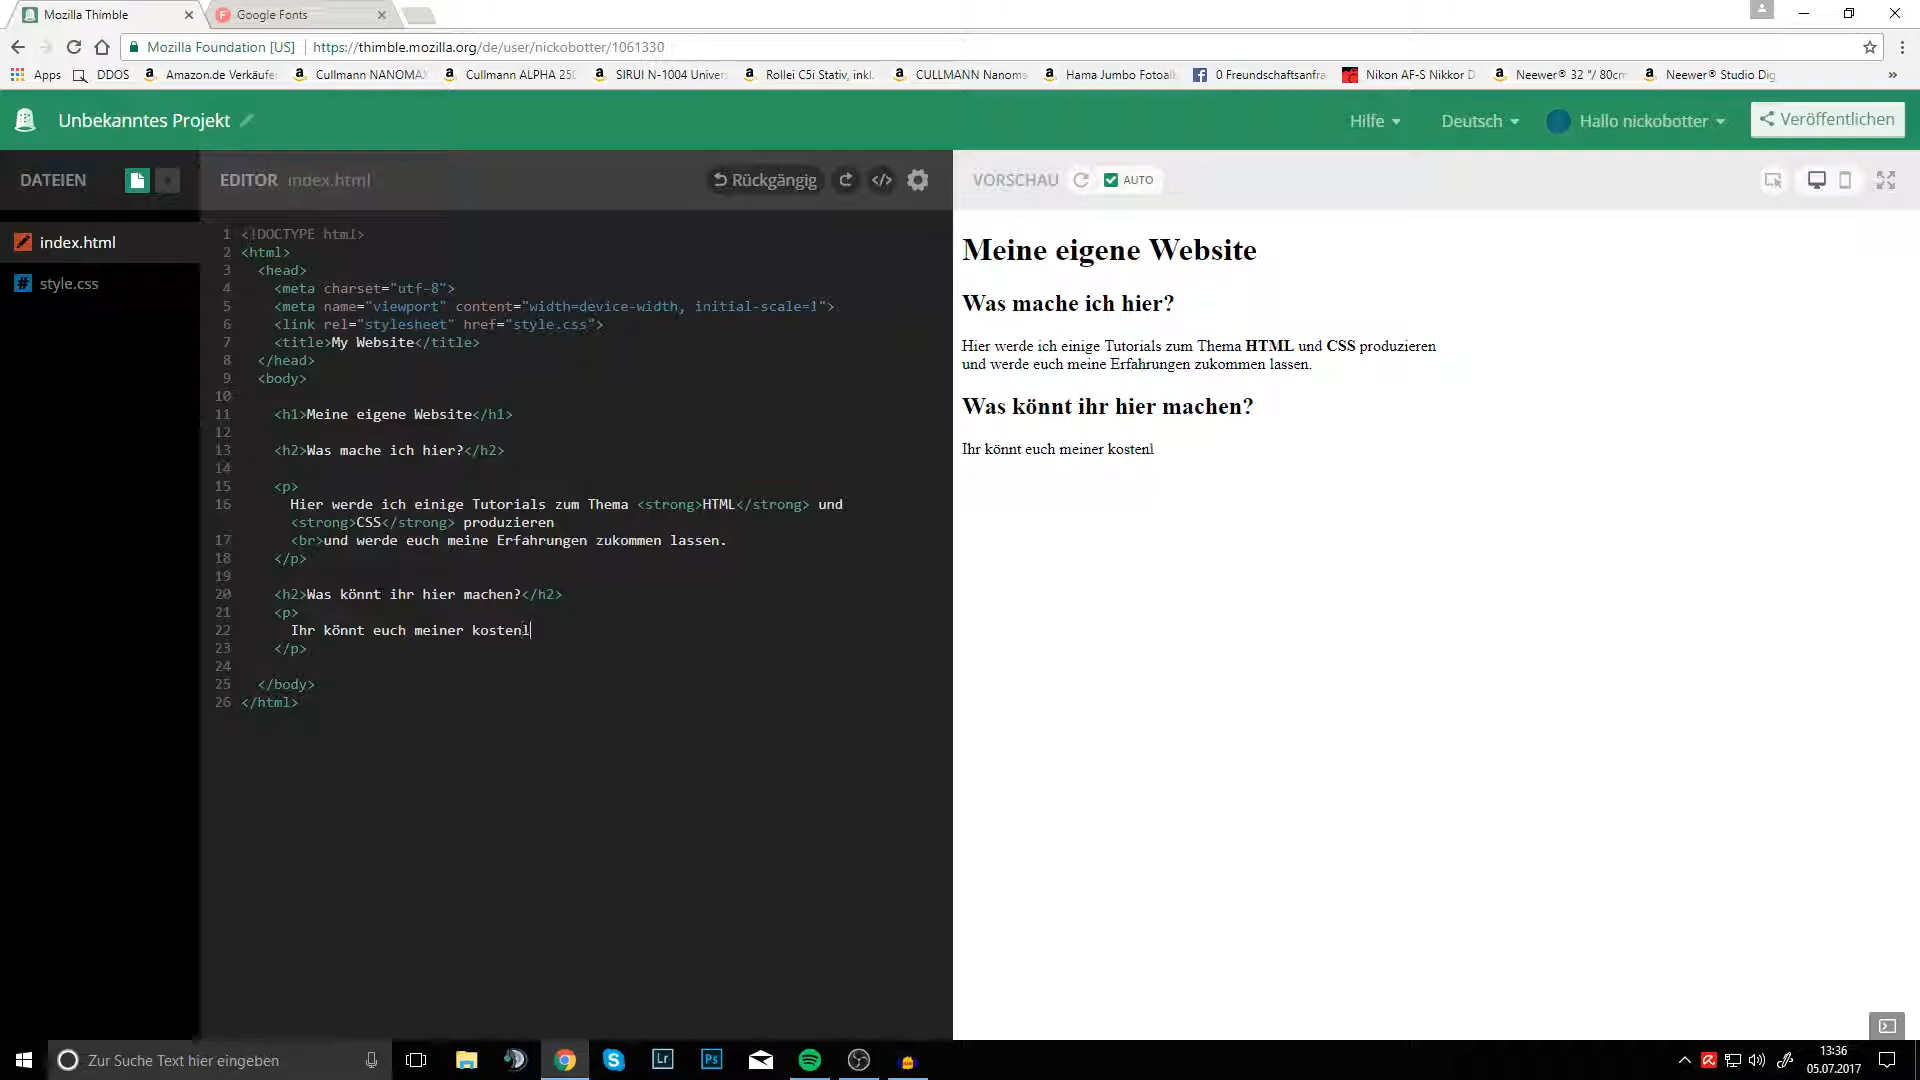 Mozilla Thimble
Google Fonts
Mozilla Foundation [US]
https://thimble.mozilla.org/de/user/nickobotter/1061330
Apps
DDOS
Amazon.de Verkäufe
Cullmann NANOMA
Cullmann ALPHA 250
SIRUI N-1004 Univer
Rollei C5i Stativ, inkl.
CULLMANN Nanoms
Hama Jumbo Fotoal
0 Freundschaftsanfra
Nikon AF-S Nikkor D
Neewer® 32 "/ 80cm
Neewer® Studio Dig
»
Unbekanntes Projekt
Hilfe
Deutsch
Hallo nickobotter
Veröffentlichen
DATEIEN
EDITOR index.html
Rückgängig
</>
VORSCHAU
AUTO
index.html
style.css
1 <!DOCTYPE html>
2 <html>
3 <head>
4 <meta charset="utf-8">
5 <meta name="viewport" content="width=device-width, initial-scale=1">
6 <link rel="stylesheet" href="style.css">
7 <title>My Website</title>
8 </head>
9 <body>
10
11 <h1>Meine eigene Website</h1>
12
13 <h2>Was mache ich hier?</h2>
14
15 <p>
16 Hier werde ich einige Tutorials zum Thema <strong>HTML</strong> und
<strong>CSS</strong> produzieren
17 <br>und werde euch meine Erfahrungen zukommen lassen.
18 </p>
19
20 <h2>Was könnt ihr hier machen?</h2>
21 <p>
22 Ihr könnt euch meiner kostenl
23 </p>
24
25 </body>
26 </html>
Meine eigene Website
Was mache ich hier?
Hier werde ich einige Tutorials zum Thema HTML und CSS produzieren
und werde euch meine Erfahrungen zukommen lassen.
Was könnt ihr hier machen?
Ihr könnt euch meiner kostenl
Zur Suche Text hier eingeben
Lr
Ps
13:36
05.07.2017